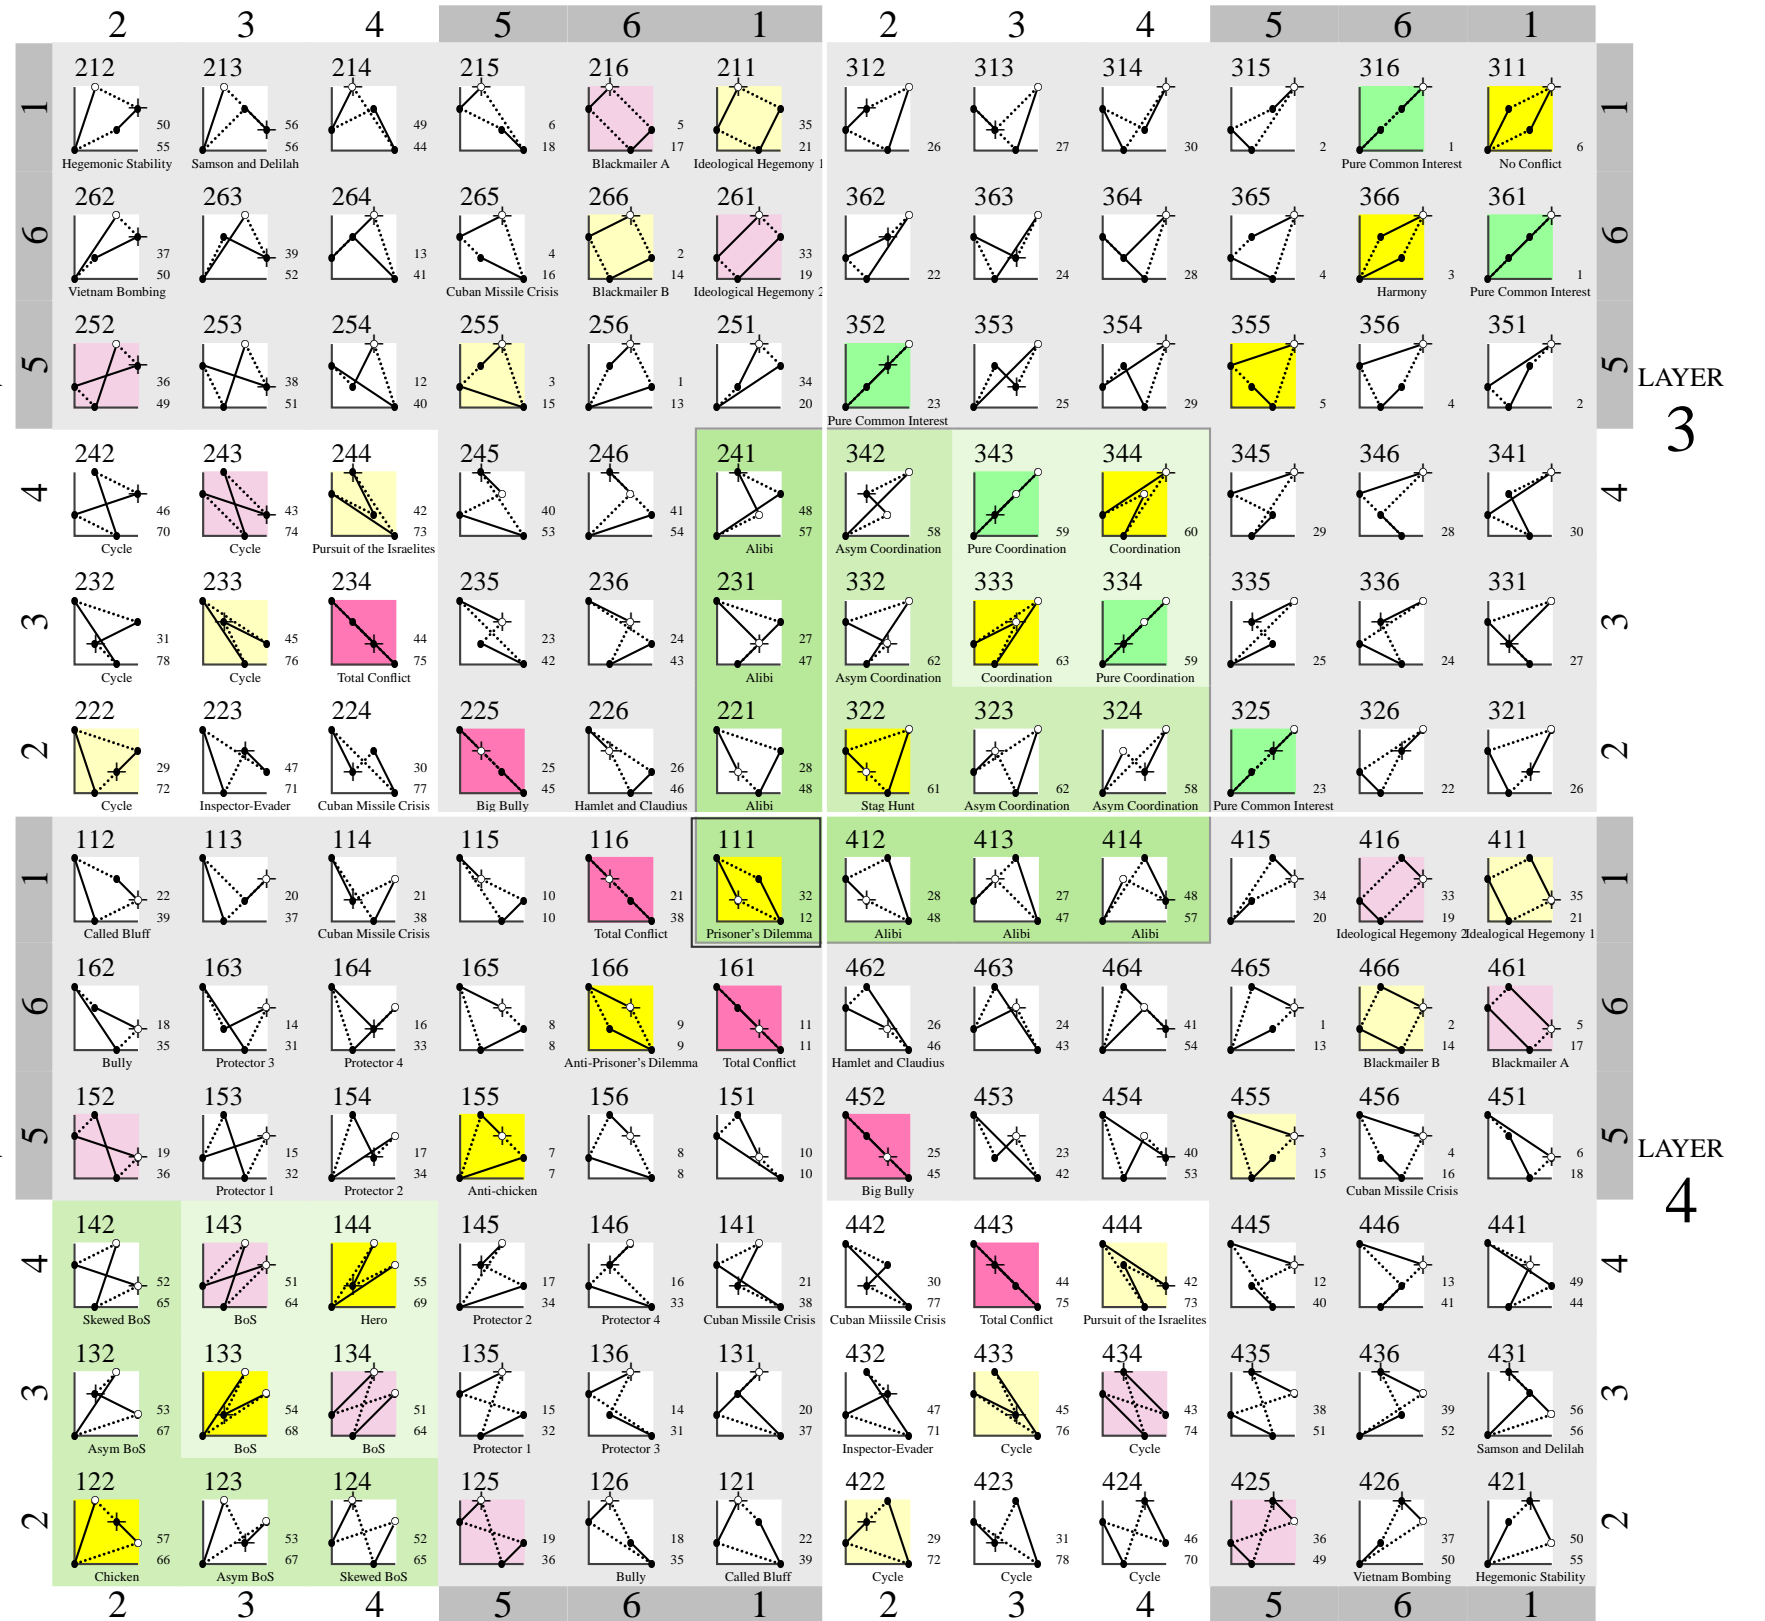 2 3 4 5 6 1 2 3 4 5 6 1
212 213 214 215 216 211 312 313 314 315 316 311
1 1
50 56 49 6 5 35
55 56 44 18 17 21 26 27 30 2 1 6
Hegemonic Stability Samson and Delilah Blackmailer A Ideological Hegemony 1 Pure Common Interest No Conflict
262 263 264 265 266 261 362 363 364 365 366 361
6 6
37 39 13 4 2 33
50 52 41 16 14 19 22 24 28 4 3 1
Vietnam Bombing Cuban Missile Crisis Blackmailer B Ideological Hegemony 2 Harmony Pure Common Interest
252 253 254 255 256 251 352 353 354 355 356 351
5 5 LAYER
36 38 12 3 1 34
49 51 40 15 13 20 23 25 29 5 4 2
Pure Common Interest
3
242 243 244 245 246 241 342 343 344 345 346 341
4 4
46 43 42 40 41 48
70 74 73 53 54 57 58 59 60 29 28 30
Cycle Cycle Pursuit of the Israelites Alibi Asym Coordination Pure Coordination Coordination
232 233 234 235 236 231 332 333 334 335 336 331
3 3
31 45 44 23 24 27
78 76 75 42 43 47 62 63 59 25 24 27
Cycle Cycle Total Conflict Alibi Asym Coordination Coordination Pure Coordination
222 223 224 225 226 221 322 323 324 325 326 321
2 2
29 47 30 25 26 28
72 71 77 45 46 48 61 62 58 23 22 26
Cycle Inspector-Evader Cuban Missile Crisis Big Bully Hamlet and Claudius Alibi Stag Hunt Asym Coordination Asym Coordination Pure Common Interest
112 113 114 115 116 111 412 413 414 415 416 411
1 1
22 20 21 10 21 32 28 27 48 34 33 35
39 37 38 10 38 12 48 47 57 20 19 21
Called Bluff Cuban Missile Crisis Total Conflict Prisoner's Dilemma Alibi Alibi Alibi Ideological Hegemony 2 Idealogical Hegemony 1
162 163 164 165 166 161 462 463 464 465 466 461
6 6
18 14 16 8 9 11 26 24 41 1 2 5
35 31 33 8 9 11 46 43 54 13 14 17
Bully Protector 3 Protector 4 Anti-Prisoner's Dilemma Total Conflict Hamlet and Claudius Blackmailer B Blackmailer A
152 153 154 155 156 151 452 453 454 455 456 451
5 5 LAYER
19 15 17 7 8 10 25 23 40 3 4 6
36 32 34 7 8 10 45 42 53 15 16 18
Protector 1 Protector 2 Anti-chicken Big Bully Cuban Missile Crisis
4
142 143 144 145 146 141 442 443 444 445 446 441
4 4
52 51 55 17 16 21 30 44 42 12 13 49
65 64 69 34 33 38 77 75 73 40 41 44
Skewed BoS BoS Hero Protector 2 Protector 4 Cuban Missile Crisis Cuban Miissile Crisis Total Conflict Pursuit of the Israelites
132 133 134 135 136 131 432 433 434 435 436 431
3 3
53 54 51 15 14 20 47 45 43 38 39 56
67 68 64 32 31 37 71 76 74 51 52 56
Asym BoS BoS BoS Protector 1 Protector 3 Inspector-Evader Cycle Cycle Samson and Delilah
122 123 124 125 126 121 422 423 424 425 426 421
2 2
57 53 52 19 18 22 29 31 46 36 37 50
66 67 65 36 35 39 72 78 70 49 50 55
Chicken Asym BoS Skewed BoS Bully Called Bluff Cycle Cycle Cycle Vietnam Bombing Hegemonic Stability
2 3 4 5 6 1 2 3 4 5 6 1